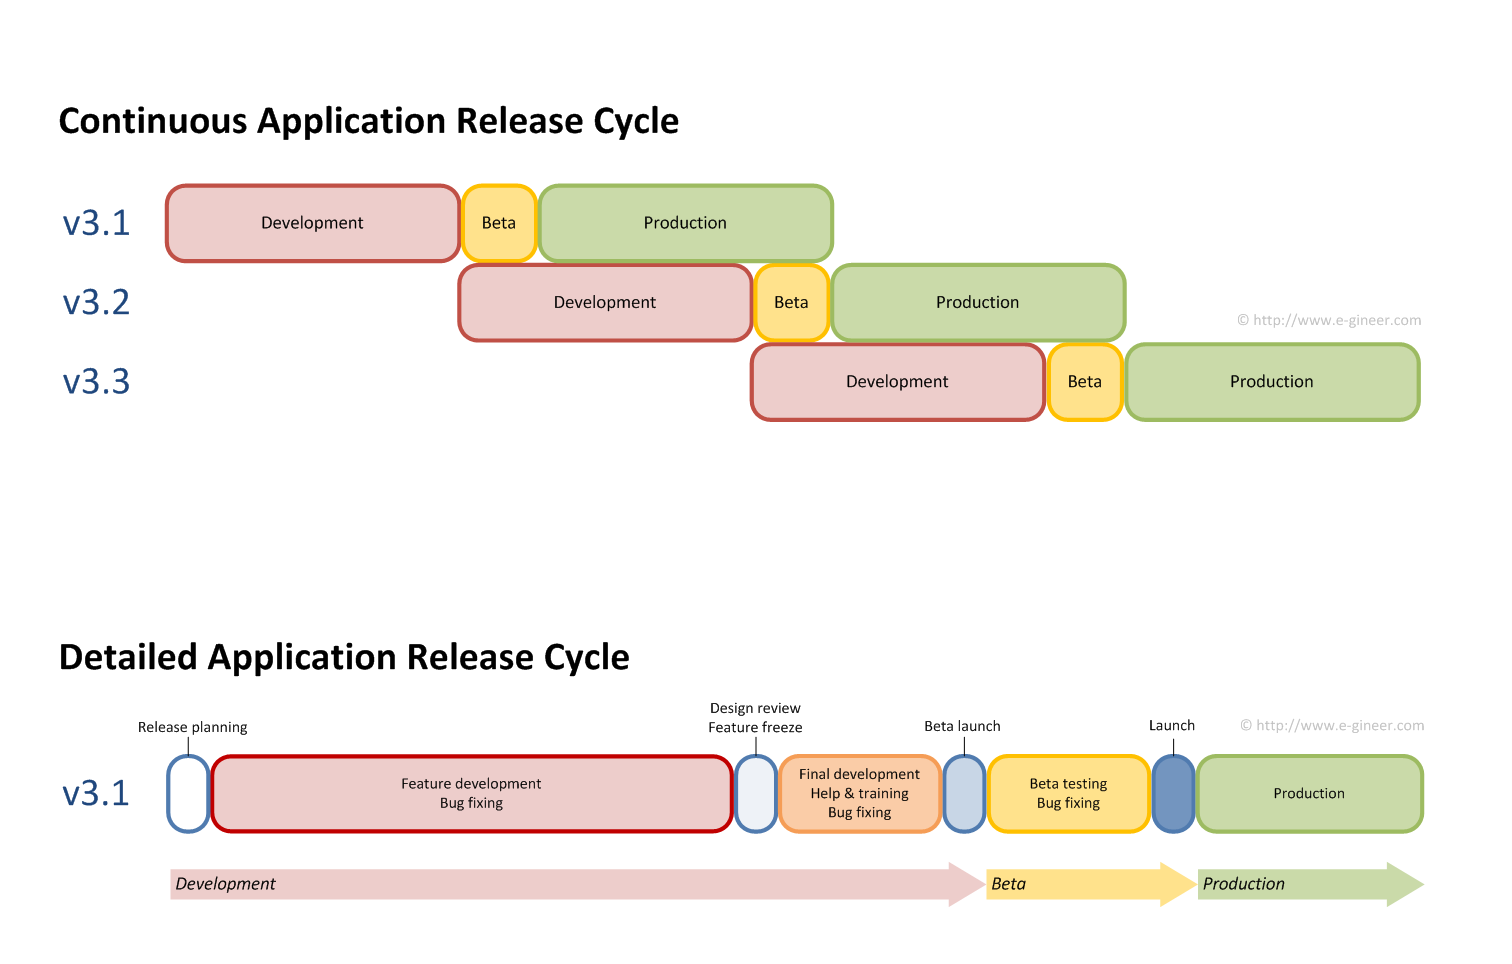 Continuous Application Release Cycle
v3.1
Development
Beta
Production
v3.2
Development
Beta
Production
© http://www.e-gineer.com
v3.3
Development
Beta
Production
Detailed Application Release Cycle
Release planning
Design review
Feature freeze
Beta launch
Launch
© http://www.e-gineer.com
v3.1
Feature development
Bug fixing
Final development
Help & training
Bug fixing
Beta testing
Bug fixing
Production
Development
Beta
Production